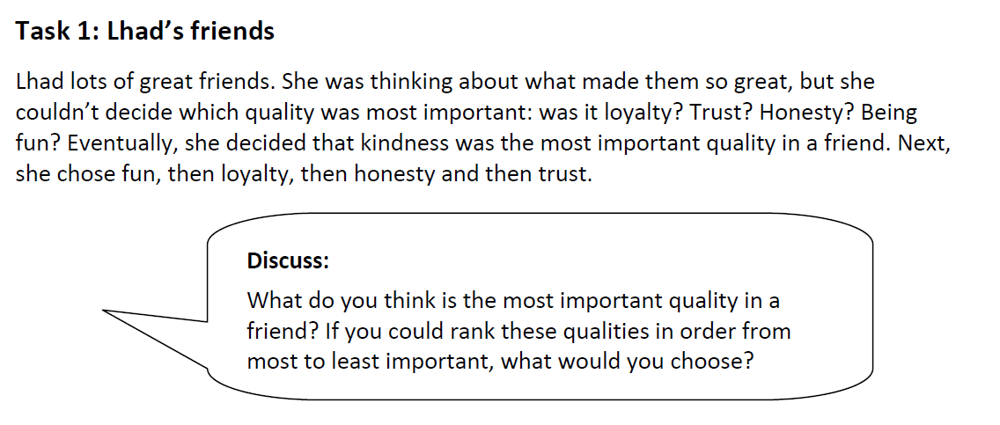 Task 1: Lhad’s friends
Lhad lots of great friends. She was thinking about what made them so great, but she
couldn’t decide which quality was most important: was it loyalty? Trust? Honesty? Being
fun? Eventually, she decided that kindness was the most important quality in a friend. Next,
she chose fun, then loyalty, then honesty and then trust.
Discuss:
What do you think is the most important quality in a
friend? If you could rank these qualities in order from
most to least important, what would you choose?